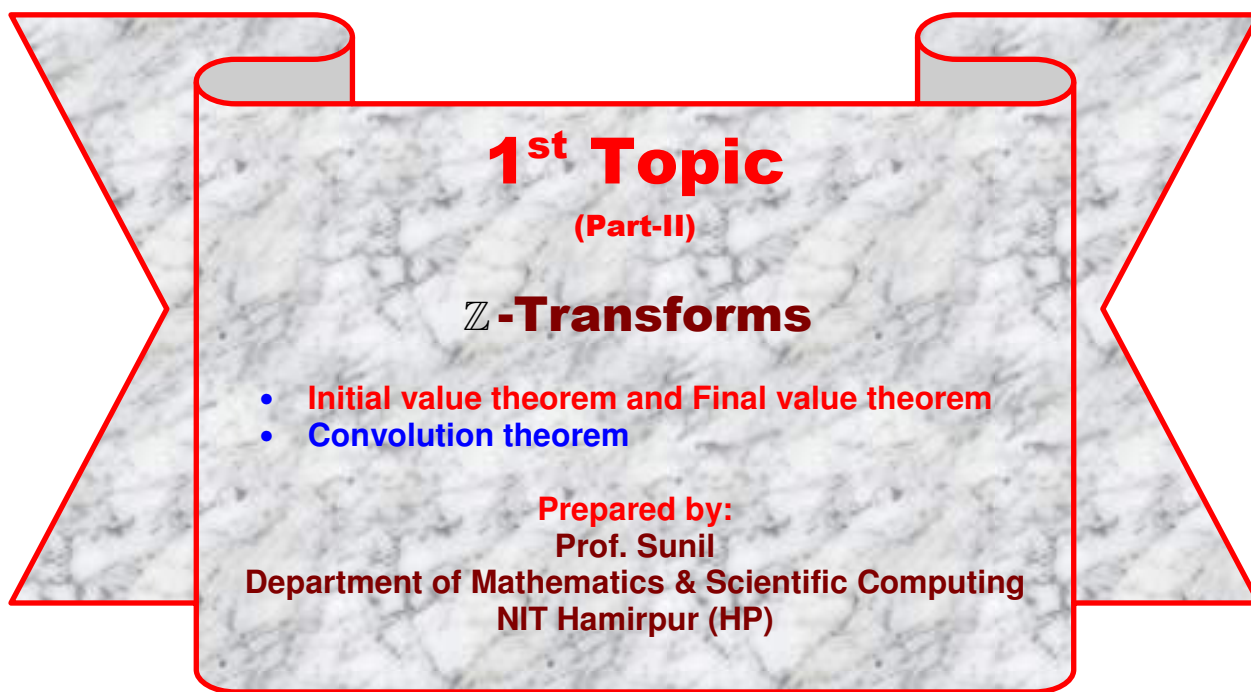 1st Topic
(Part-II)
ℤ-Transforms
• Initial value theorem and Final value theorem
• Convolution theorem
Prepared by:
Prof. Sunil
Department of Mathematics & Scientific Computing
NIT Hamirpur (HP)